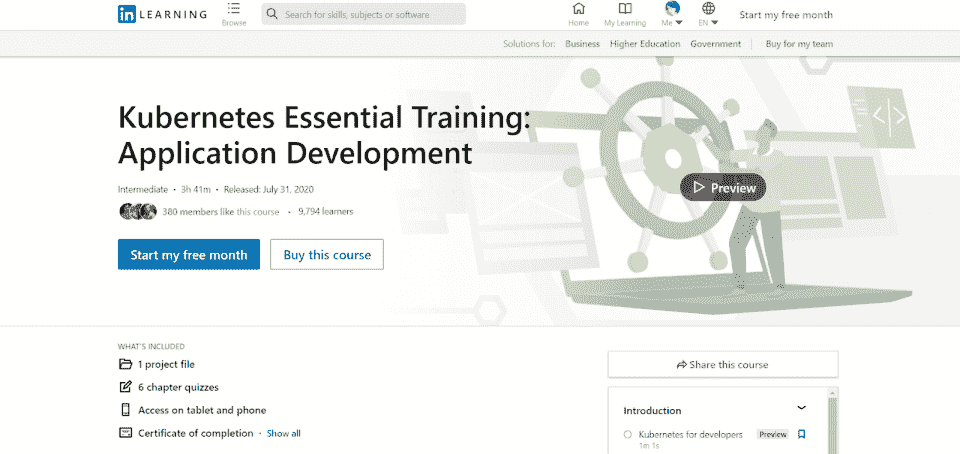 in LEARNING
Browse
Search for skills, subjects or software
Home
My Learning
Me
EN
Start my free month
Solutions for: Business Higher Education Government Buy for my team
Kubernetes Essential Training:
Application Development
Intermediate • 3h 41m • Released: July 31, 2020
380 members like this course • 9,794 learners
Start my free month
Buy this course
Preview
</>
WHAT'S INCLUDED
1 project file
6 chapter quizzes
Access on tablet and phone
Certificate of completion • Show all
Share this course
Introduction
Kubernetes for developers Preview
1m 1s